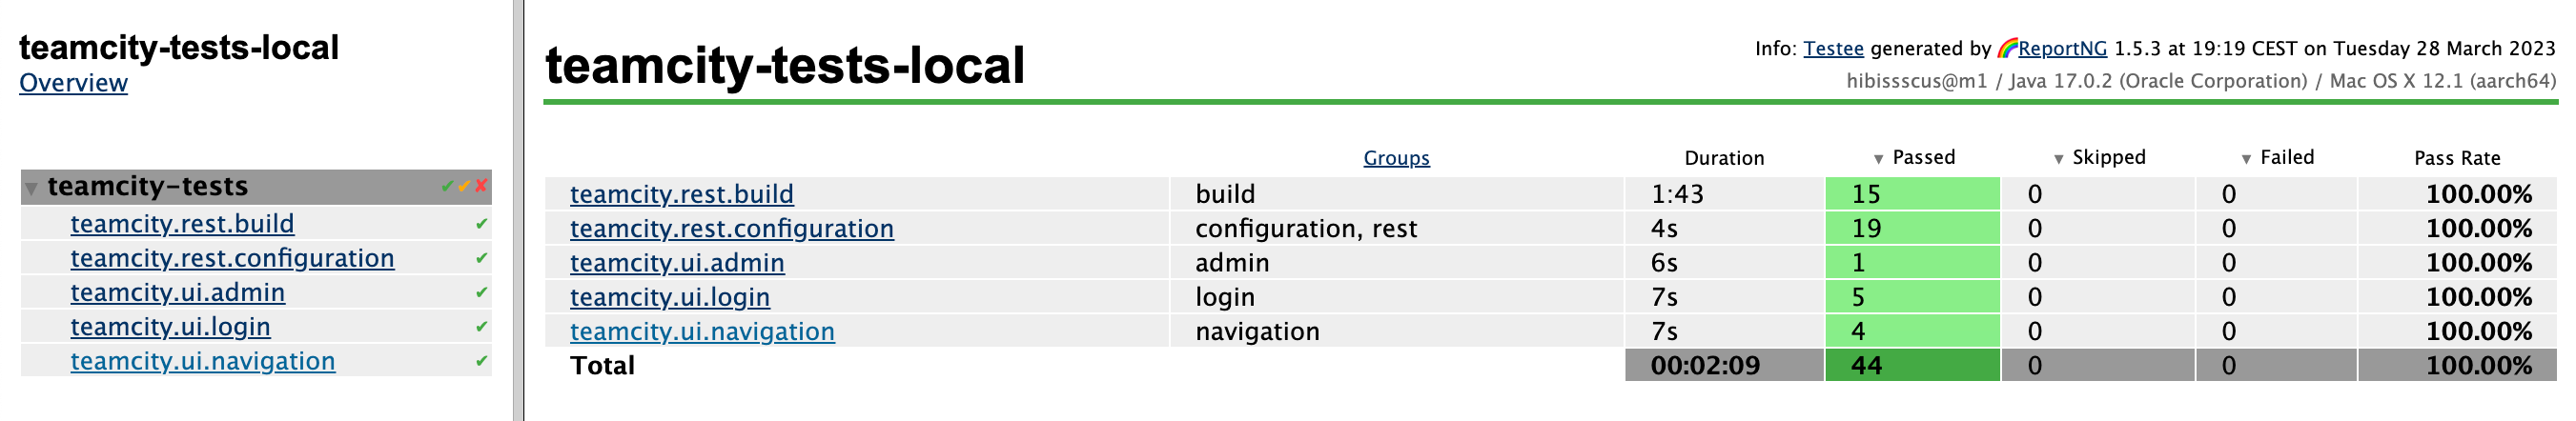 teamcity-tests-local
Overview
▼ teamcity-tests ✔ ✔ ✘
teamcity.rest.build ✔
teamcity.rest.configuration ✔
teamcity.ui.admin ✔
teamcity.ui.login ✔
teamcity.ui.navigation ✔
teamcity-tests-local
Info: Testee generated by 🌈ReportNG 1.5.3 at 19:19 CEST on Tuesday 28 March 2023
hibissscus@m1 / Java 17.0.2 (Oracle Corporation) / Mac OS X 12.1 (aarch64)
Groups Duration ▼ Passed ▼ Skipped ▼ Failed Pass Rate
teamcity.rest.build build 1:43 15 0 0 100.00%
teamcity.rest.configuration configuration, rest 4s 19 0 0 100.00%
teamcity.ui.admin admin 6s 1 0 0 100.00%
teamcity.ui.login login 7s 5 0 0 100.00%
teamcity.ui.navigation navigation 7s 4 0 0 100.00%
Total 00:02:09 44 0 0 100.00%